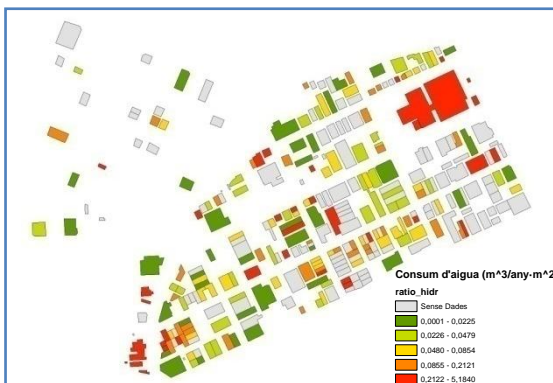 Consum d'aigua (m^3/any·m^2
ratio_hidr
Sense Dades
0,0001 - 0,0225
0,0226 - 0,0479
0,0480 - 0,0854
0,0855 - 0,2121
0,2122 - 5,1840